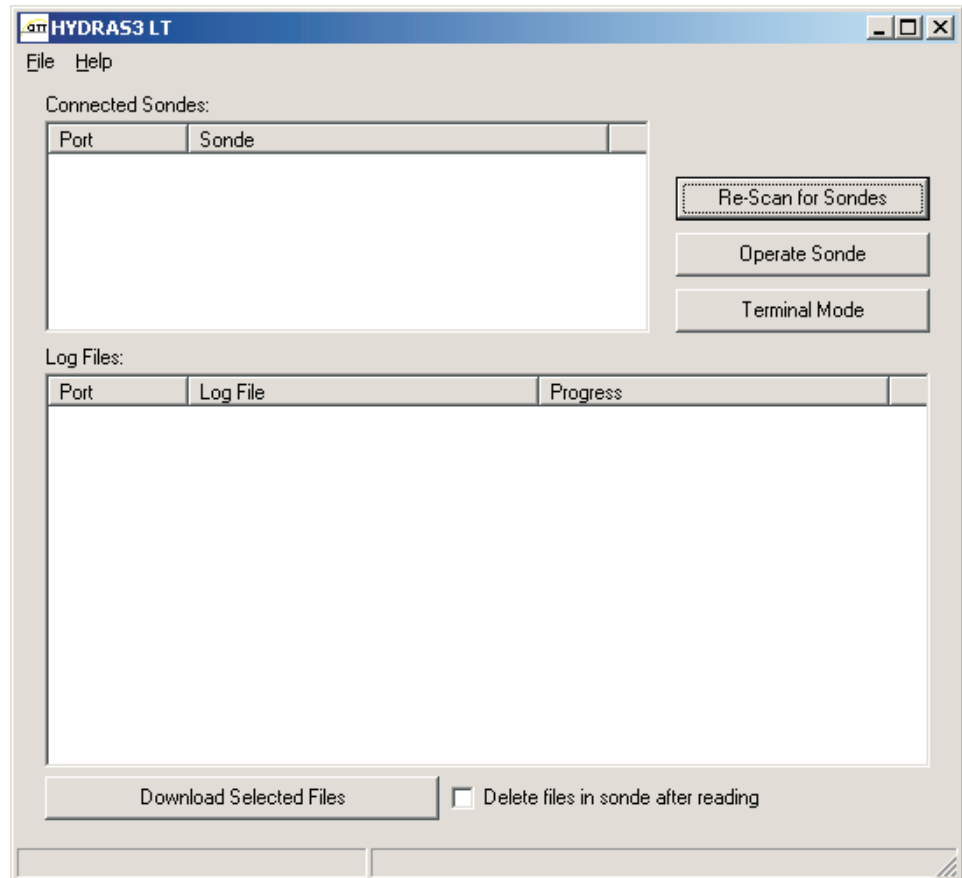 HYDRAS3 LT
File Help
Connected Sondes:
Port Sonde
Re-Scan for Sondes
Operate Sonde
Terminal Mode
Log Files:
Port Log File Progress
Download Selected Files Delete files in sonde after reading